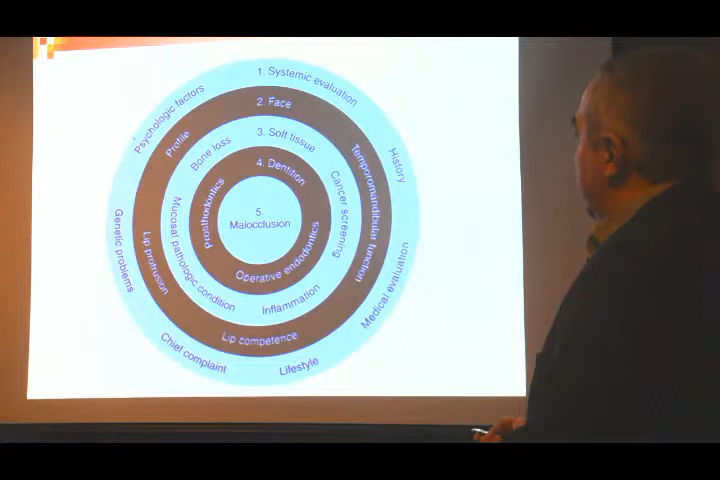 1. Systemic evaluation
History
Medical evaluation
Lifestyle
Chief complaint
Genetic problems
Psychologic factors
2. Face
Temporomandibular function
Lip competence
Lip protrusion
Profile
3. Soft tissue
Cancer screening
Inflammation
Mucosal pathologic condition
Bone loss
4. Dentition
Operative endodontics
Prosthodontics
5.
Malocclusion